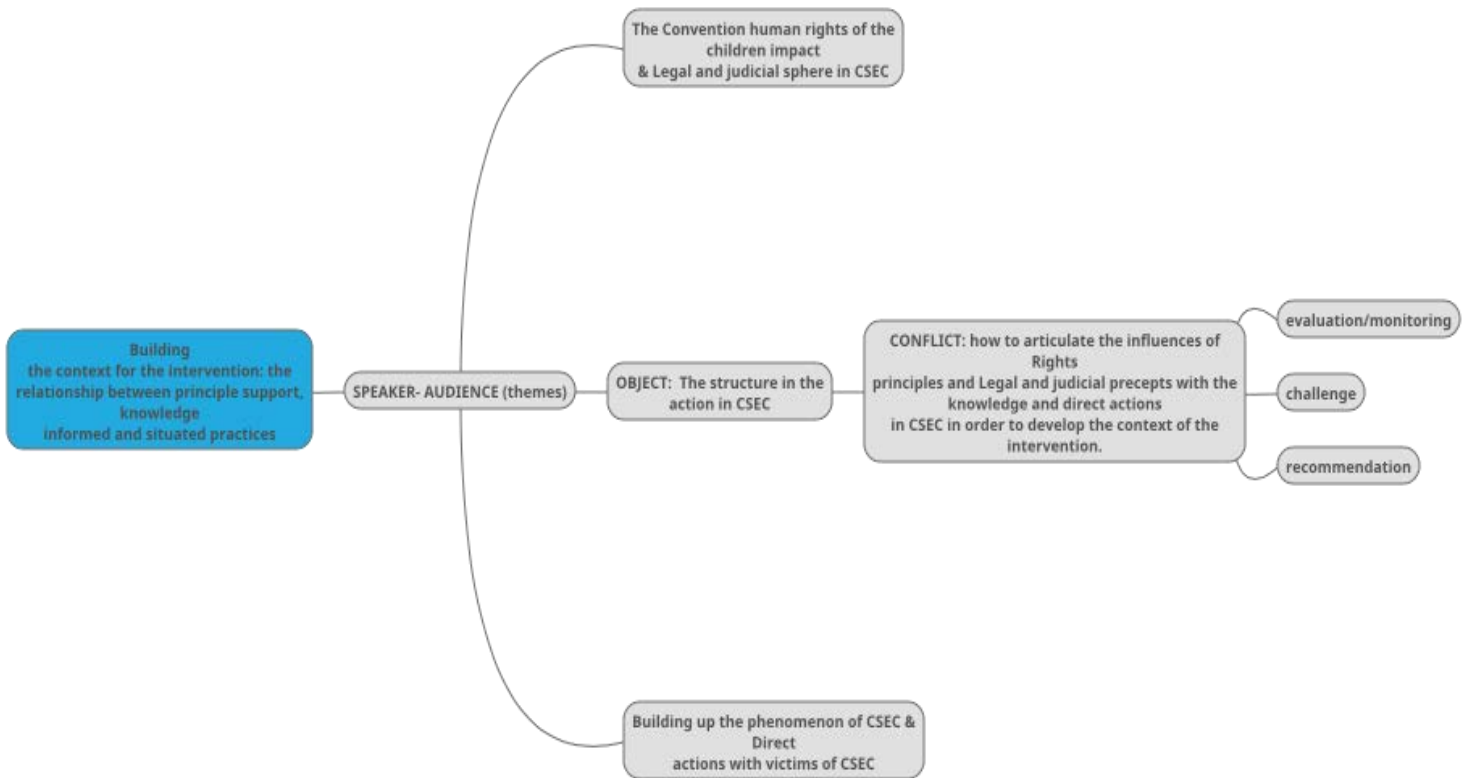 The Convention human rights of the
children impact
& Legal and judicial sphere in CSEC
Building
the context for the intervention: the
relationship between principle support,
knowledge
informed and situated practices
SPEAKER- AUDIENCE (themes)
OBJECT:  The structure in the
action in CSEC
CONFLICT: how to articulate the influences of
Rights
principles and Legal and judicial precepts with the
knowledge and direct actions
in CSEC in order to develop the context of the
intervention.
evaluation/monitoring
challenge
recommendation
Building up the phenomenon of CSEC &
Direct
actions with victims of CSEC